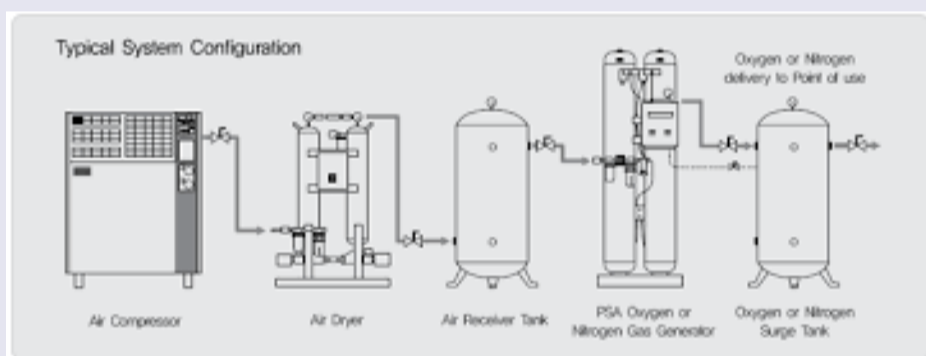 Typical System Configuration
Oxygen or Nitrogen
delivery to Point of use
Air Compressor
Air Dryer
Air Receiver Tank
PSA Oxygen or
Nitrogen Gas Generator
Oxygen or Nitrogen
Surge Tank